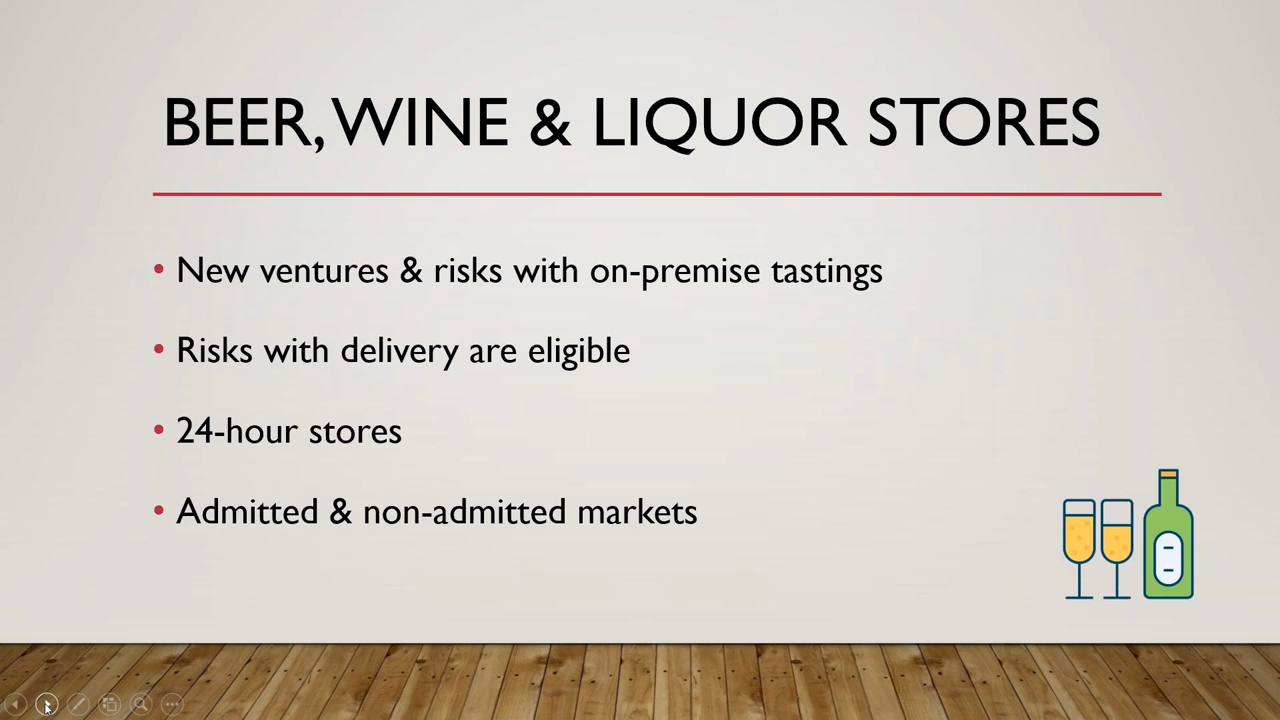 BEER, WINE & LIQUOR STORES
• New ventures & risks with on-premise tastings
• Risks with delivery are eligible
• 24-hour stores
• Admitted & non-admitted markets